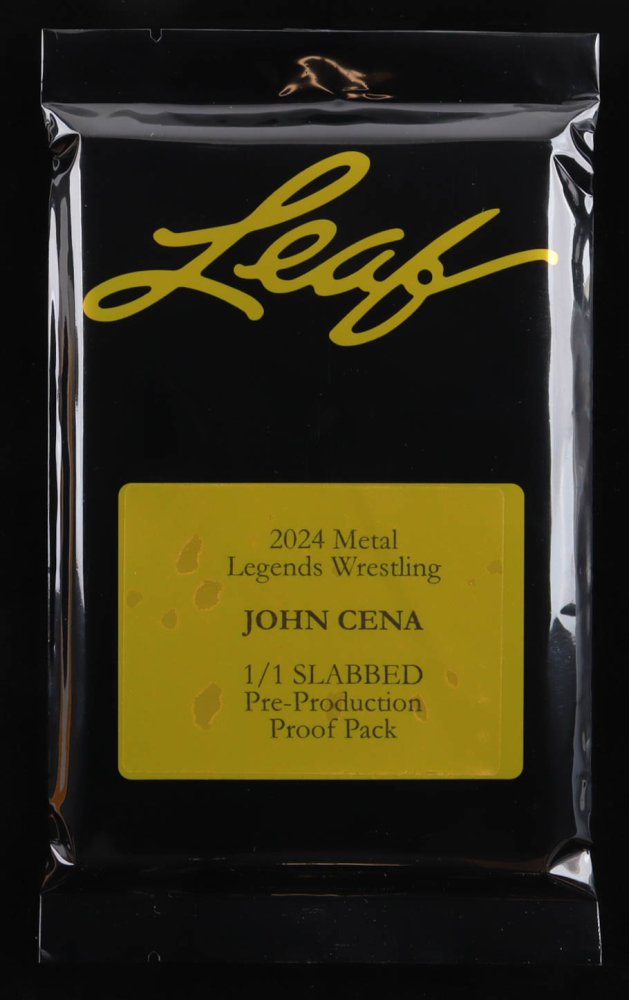 Leaf
2024 Metal
Legends Wrestling
JOHN CENA
1/1 SLABBED
Pre-Production
Proof Pack